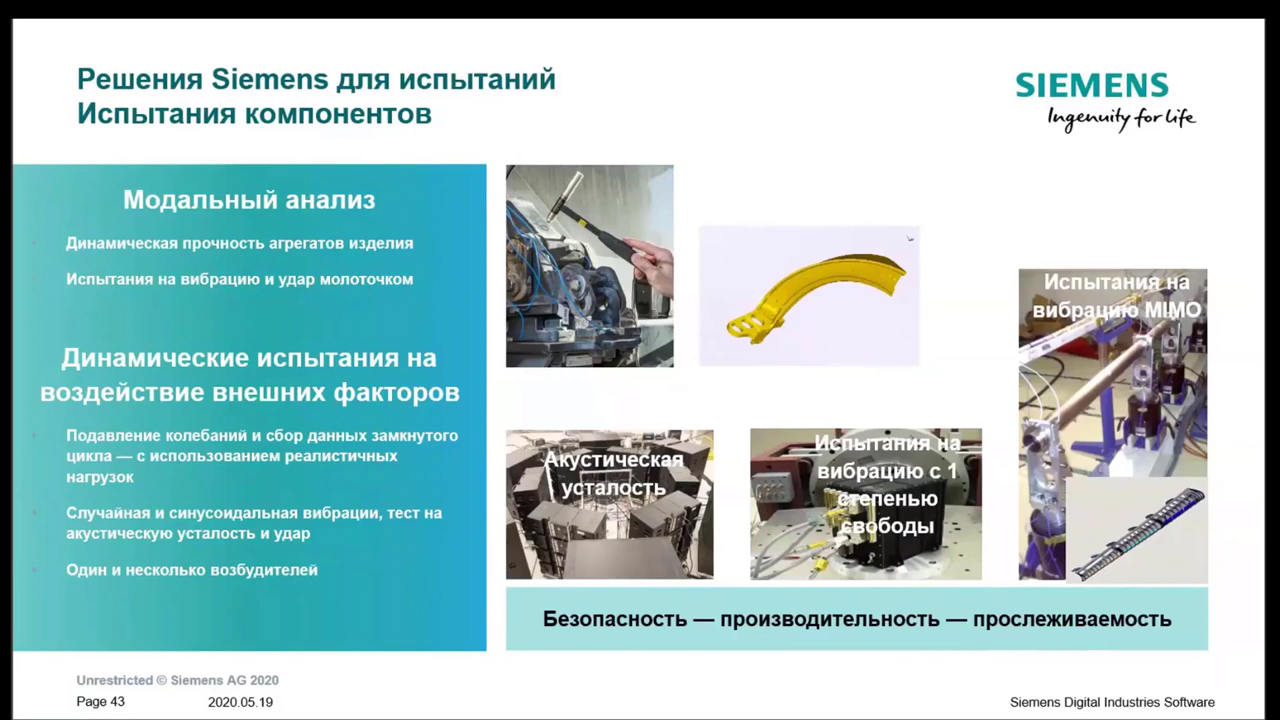 Решения Siemens для испытаний
Испытания компонентов
SIEMENS
Ingenuity for life
Модальный анализ
Динамическая прочность агрегатов изделия
Испытания на вибрацию и удар молоточком
Динамические испытания на
воздействие внешних факторов
Подавление колебаний и сбор данных замкнутого
цикла — с использованием реалистичных
нагрузок
Случайная и синусоидальная вибрации, тест на
акустическую усталость и удар
Один и несколько возбудителей
Испытания на
вибрацию MIMO
Акустическая
усталость
Испытания на
вибрацию с 1
степенью
свободы
Безопасность — производительность — прослеживаемость
Unrestricted © Siemens AG 2020
Page 43
2020.05.19
Siemens Digital Industries Software